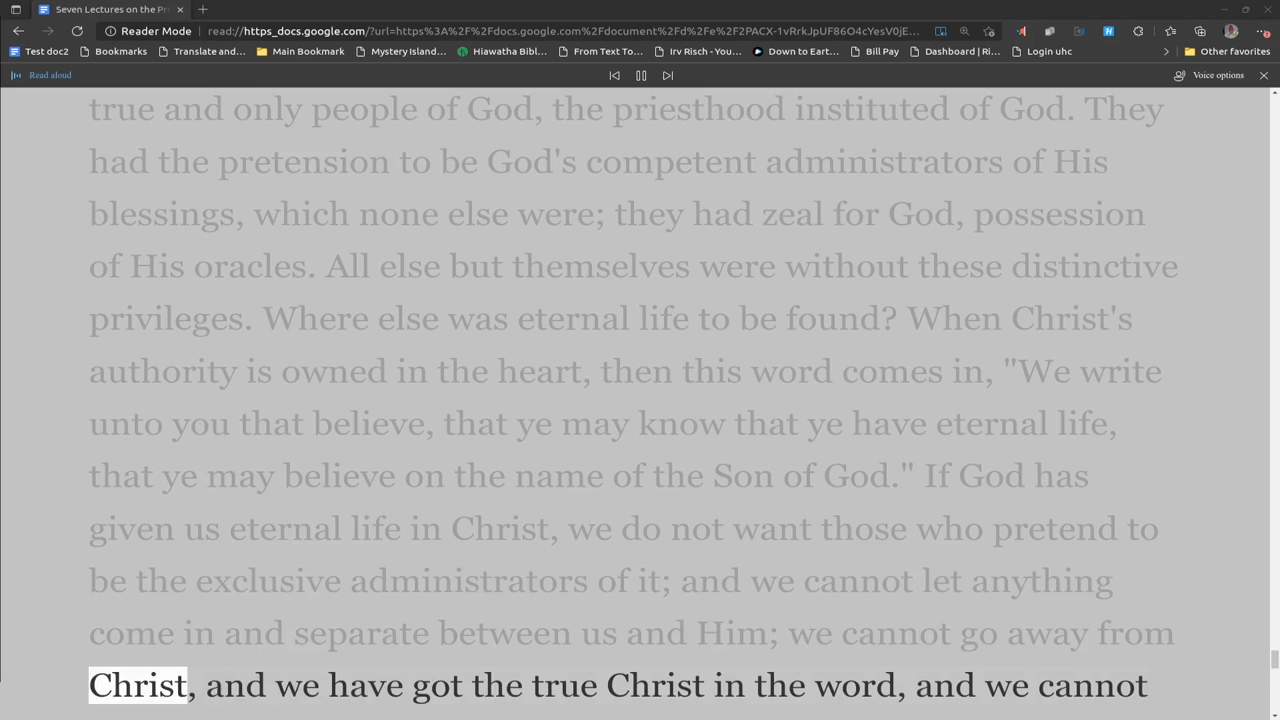 Seven Lectures on the Pr
Reader Mode
read://https_docs.google.com/?url=https%3A%2F%2Fdocs.google.com%2Fdocument%2Fd%2Fe%2F2PACX-1vRrkJpUF86O4cYesV0jE...
Test doc2
Bookmarks
Translate and...
Main Bookmark
Mystery Island...
Hiawatha Bibl...
From Text To...
Irv Risch - You...
Down to Eart...
Bill Pay
Dashboard | Ri...
Login uhc
Other favorites
Read aloud
Voice options
true and only people of God, the priesthood instituted of God. They
had the pretension to be God's competent administrators of His
blessings, which none else were; they had zeal for God, possession
of His oracles. All else but themselves were without these distinctive
privileges. Where else was eternal life to be found? When Christ's
authority is owned in the heart, then this word comes in, "We write
unto you that believe, that ye may know that ye have eternal life,
that ye may believe on the name of the Son of God." If God has
given us eternal life in Christ, we do not want those who pretend to
be the exclusive administrators of it; and we cannot let anything
come in and separate between us and Him; we cannot go away from
Christ, and we have got the true Christ in the word, and we cannot